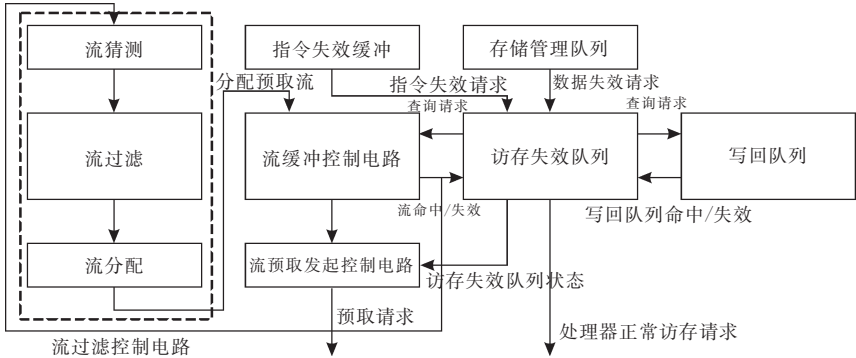 流猜测
指令失效缓冲
存储管理队列
分配预取流
指令失效请求
数据失效请求
查询请求
查询请求
流过滤
流缓冲控制电路
访存失效队列
写回队列
流命中/失效
写回队列命中/失效
流分配
流预取发起控制电路
访存失效队列状态
预取请求
处理器正常访存请求
流过滤控制电路